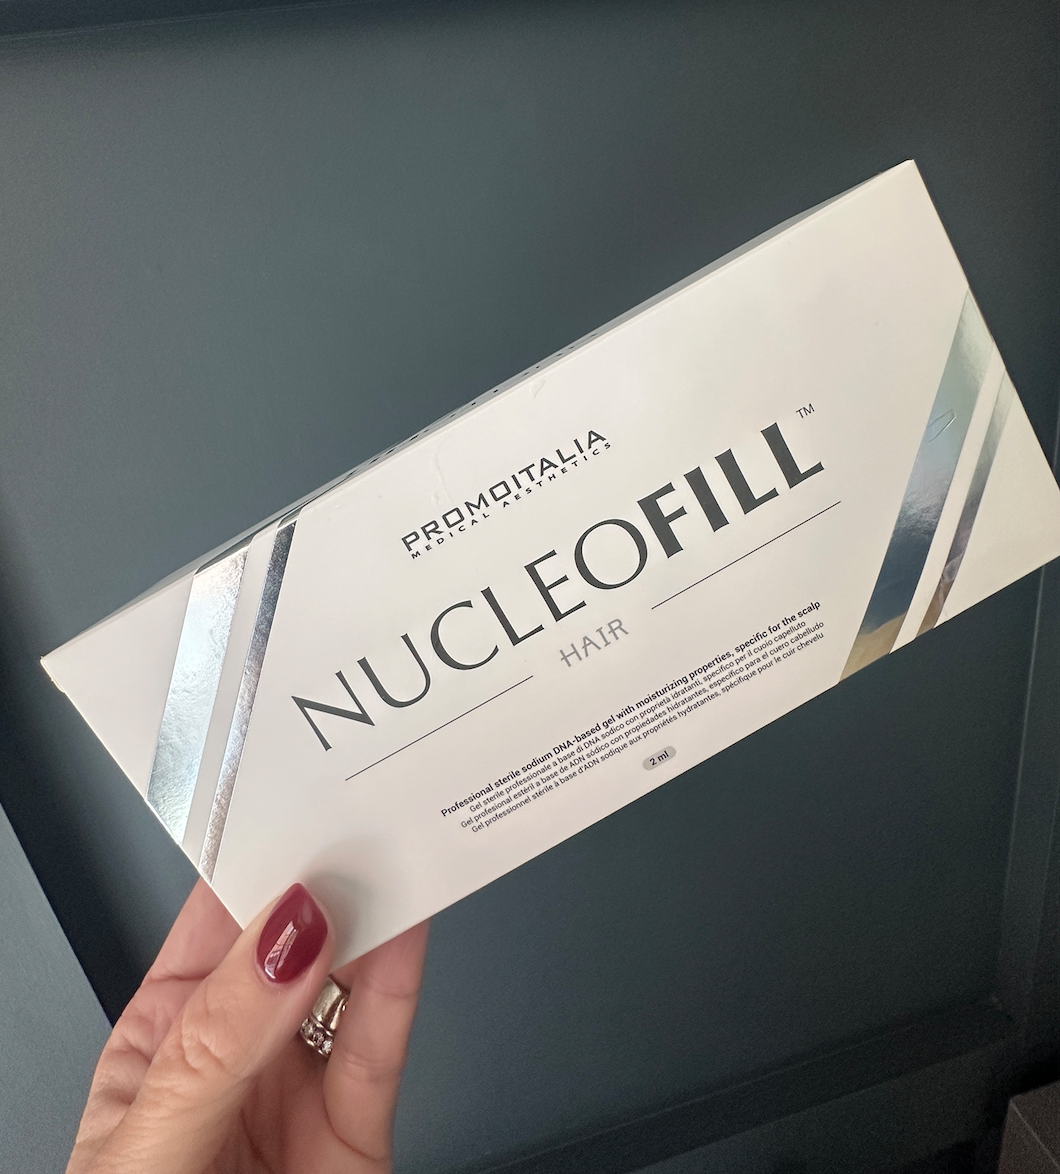 PROMOITALIA
MEDICAL AESTHETICS
NUCLEOFILL™
HAIR
Professional sterile sodium DNA-based gel with moisturizing properties, specific for the scalp
Gel sterile professionale a base di DNA sodico con proprietà idratanti, specifico per il cuoio capelluto
Gel profesional estéril a base de ADN sódico con propiedades hidratantes, específico para el cuero cabelludo
Gel professionnel stérile à base d'ADN sodique aux propriétés hydratantes, spécifique pour le cuir chevelu
2 ml